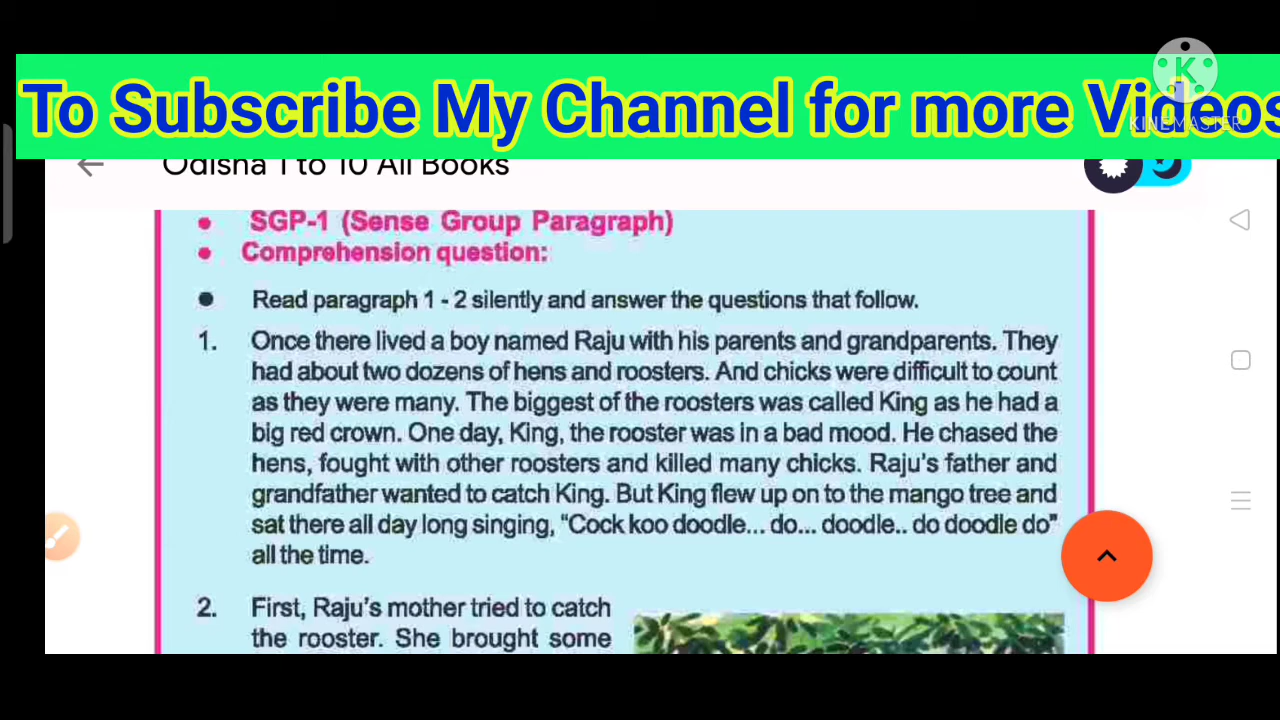 To Subscribe My Channel for more Videos
KINEMASTER
Odisha 1 to 10 All Books
• SGP-1 (Sense Group Paragraph)
• Comprehension question:
• Read paragraph 1 - 2 silently and answer the questions that follow.
1. Once there lived a boy named Raju with his parents and grandparents. They
had about two dozens of hens and roosters. And chicks were difficult to count
as they were many. The biggest of the roosters was called King as he had a
big red crown. One day, King, the rooster was in a bad mood. He chased the
hens, fought with other roosters and killed many chicks. Raju's father and
grandfather wanted to catch King. But King flew up on to the mango tree and
sat there all day long singing, "Cock koo doodle... do... doodle.. do doodle do"
all the time.
2. First, Raju's mother tried to catch
the rooster. She brought some